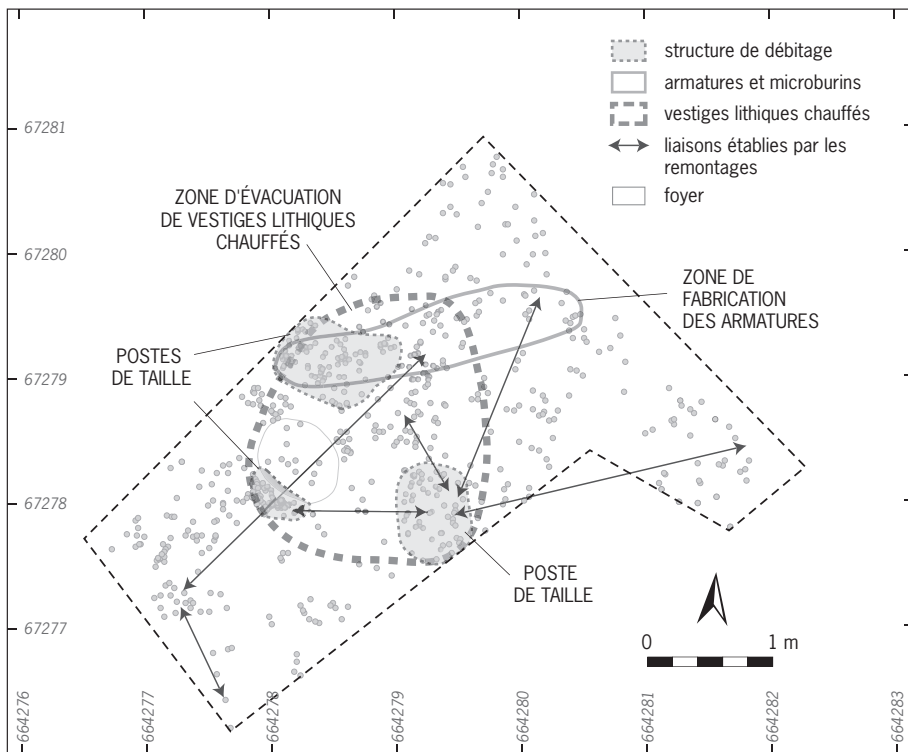 structure de débitage
armatures et microburins
vestiges lithiques chauffés
liaisons établies par les
remontages
foyer
67281
67280
67279
67278
67277
ZONE D'ÉVACUATION
DE VESTIGES LITHIQUES
CHAUFFÉS
ZONE DE
FABRICATION
DES ARMATURES
POSTES
DE TAILLE
POSTE
DE TAILLE
0 1 m
664276
664277
664278
664279
664280
664281
664282
664283